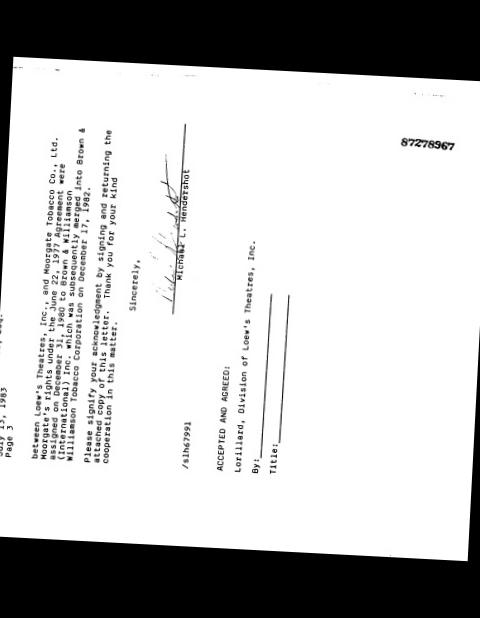 July 13, 1983
Page 3
between Loew's Theatres, Inc., and Moorgate Tobacco Co., Ltd.
Moorgate's rights under the June 22, 1977 Agreement were
assigned on December 31, 1980 to Brown & Williamson
(International) Inc. which was subsequently merged into Brown &
Williamson Tobacco Corporation on December 17, 1982.
Please signify your acknowledgment by signing and returning the
attached copy of this letter. Thank you for your kind
cooperation in this matter.
Sincerely,
Michael L. Hendershot
/slh67991
ACCEPTED AND AGREED:
Lorillard, Division of Loew's Theatres, Inc.
By:
Title:
87278967